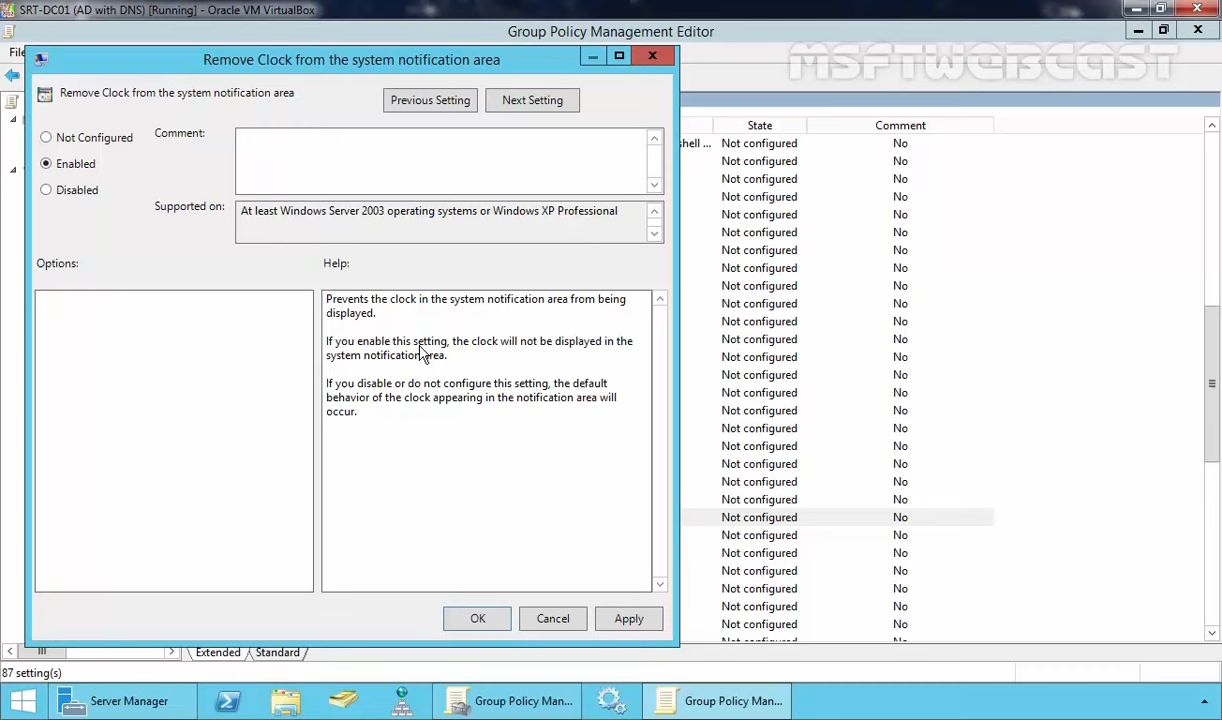 SRT-DC01 (AD with DNS) [Running] - Oracle VM VirtualBox
Group Policy Management Editor
MSFTWEBCAST
File
Remove Clock from the system notification area
Remove Clock from the system notification area
Previous Setting
Next Setting
Not Configured
Enabled
Disabled
Comment:
Supported on:
At least Windows Server 2003 operating systems or Windows XP Professional
Options:
Help:
Prevents the clock in the system notification area from being
displayed.
If you enable this setting, the clock will not be displayed in the
system notification area.
If you disable or do not configure this setting, the default
behavior of the clock appearing in the notification area will
occur.
OK
Cancel
Apply
State
Comment
shell ...
Not configured
No
Not configured
No
Not configured
No
Not configured
No
Not configured
No
Not configured
No
Not configured
No
Not configured
No
Not configured
No
Not configured
No
Not configured
No
Not configured
No
Not configured
No
Not configured
No
Not configured
No
Not configured
No
Not configured
No
Not configured
No
Not configured
No
Not configured
No
Not configured
No
Not configured
No
Not configured
No
Not configured
No
Not configured
No
Not configured
No
Not configured
No
Not configured
No
Not configured
No
Extended
Standard
87 setting(s)
Server Manager
Group Policy Man...
Group Policy Man...